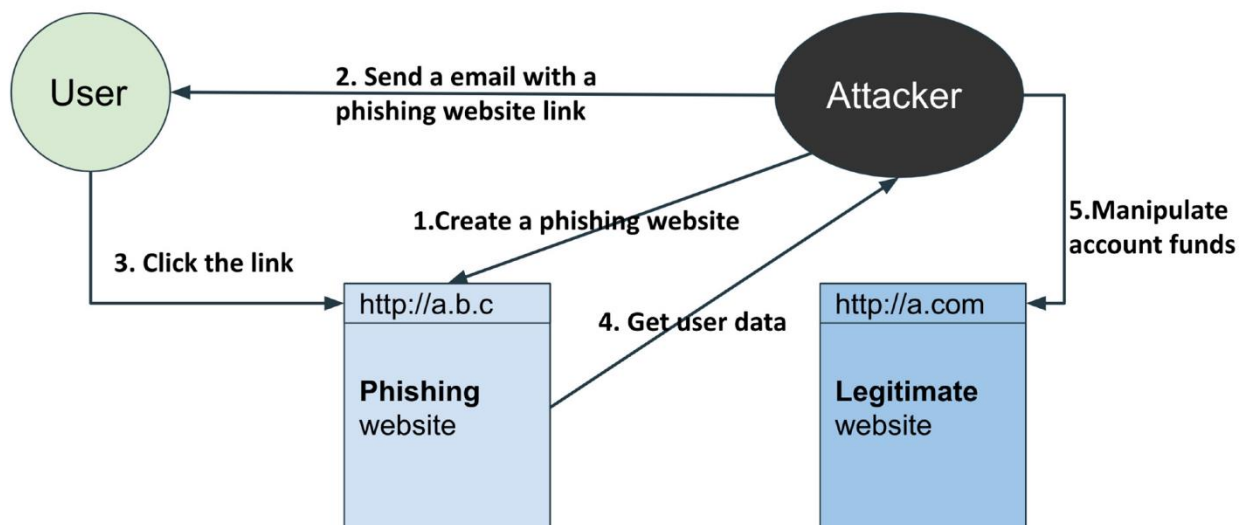 User
2. Send a email with a
phishing website link
Attacker
1.Create a phishing website
5.Manipulate
account funds
3. Click the link
http://a.b.c
4. Get user data
http://a.com
Phishing
website
Legitimate
website